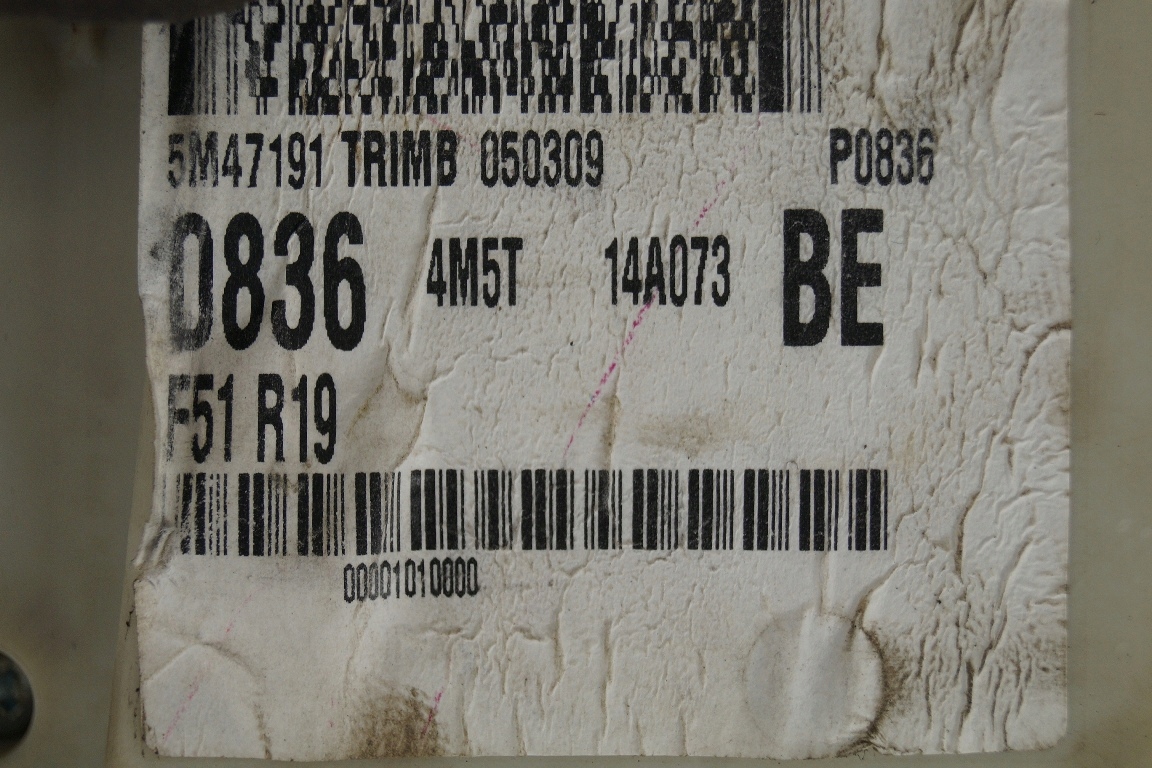 5M47191 TRIMB 050309 P0836
0836 4M5T 14A073 BE
F51 R19
00001010000